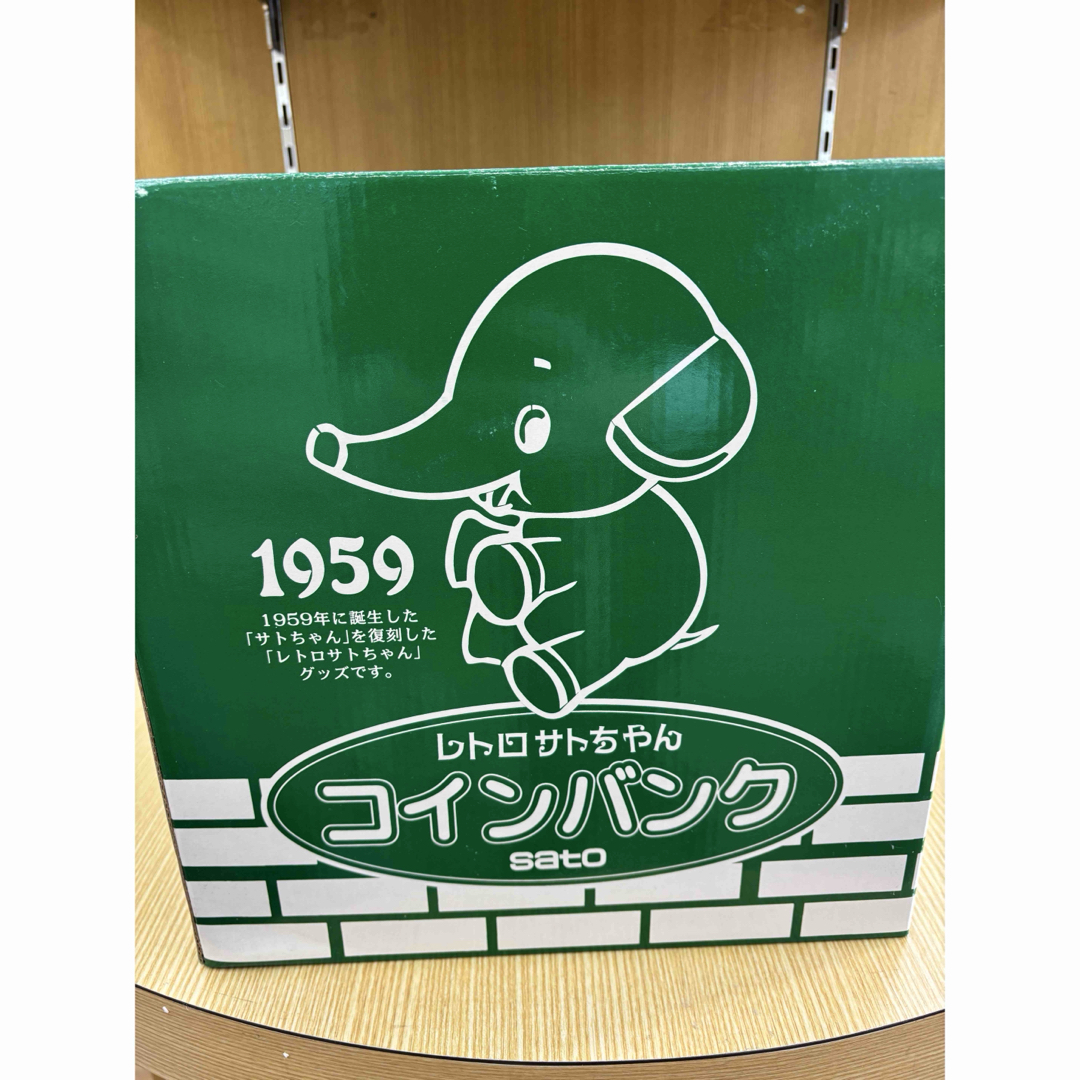 1959
1959年に誕生した
「サトちゃん」を復刻した
「レトロサトちゃん」
グッズです。
レトロサトちゃん
コインバンク
sato